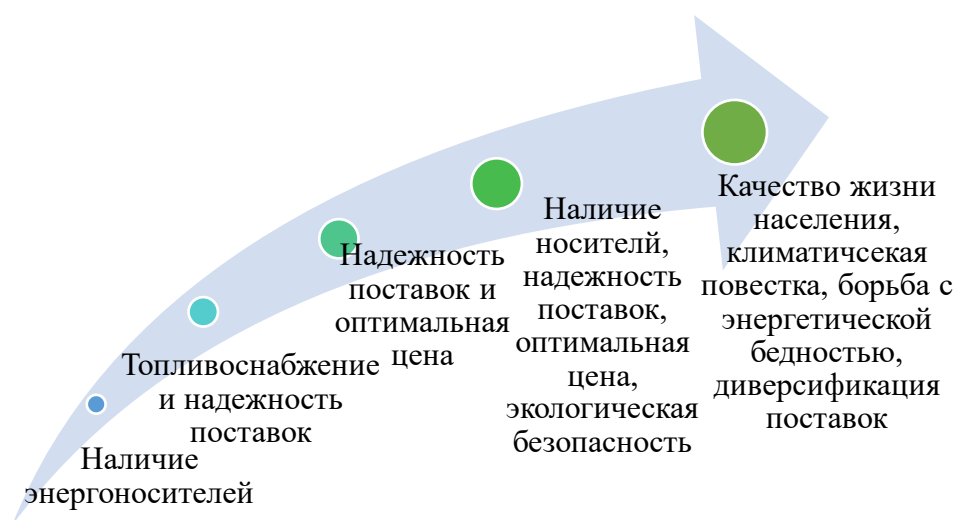 Наличие
энергоносителей
Топливоснабжение
и надежность
поставок
Надежность
поставок и
оптимальная
цена
Наличие
носителй,
надежность
поставок,
оптимальная
цена,
экологическая
безопасность
Качество жизни
населения,
климатичсекая
повестка, борьба с
энергетической
бедностью,
диверсификация
поставок